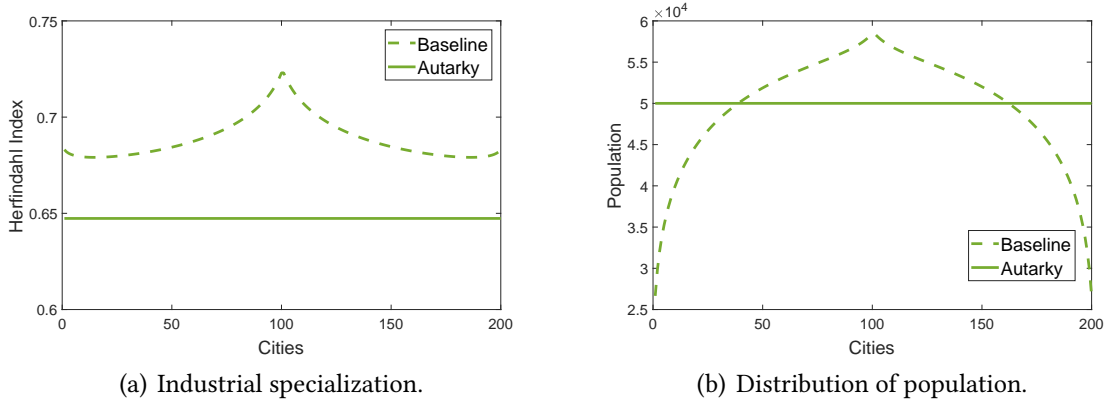 0.75
0.7
0.65
0.6
Herfindahl Index
0
50
100
150
200
Cities
Baseline
Autarky
(a) Industrial specialization.
×10⁴
6
5.5
5
4.5
4
3.5
3
2.5
Population
0
50
100
150
200
Cities
Baseline
Autarky
(b) Distribution of population.